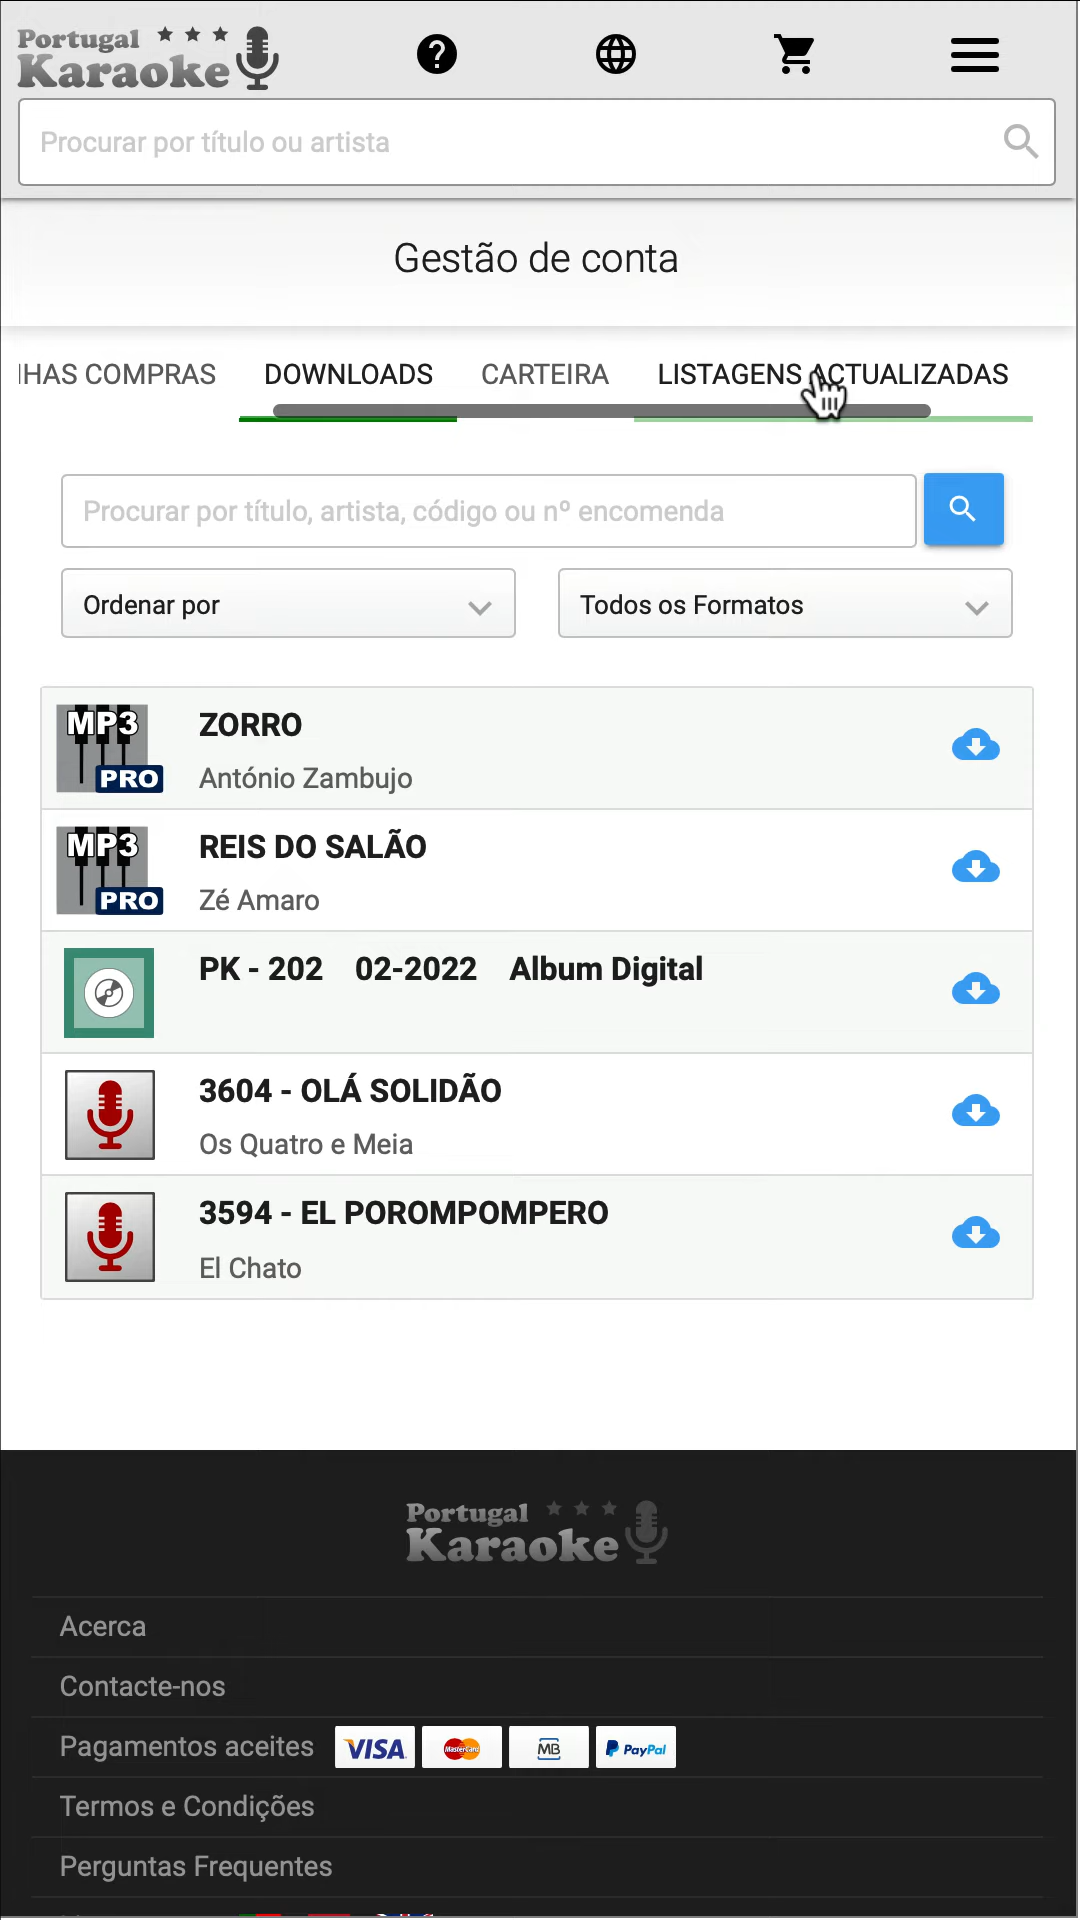 Portugal
Karaoke
Procurar por título ou artista
Gestão de conta
HAS COMPRAS DOWNLOADS CARTEIRA LISTAGENS ACTUALIZADAS
Procurar por título, artista, código ou nº encomenda
Ordenar por
Todos os Formatos
MP3
PRO
ZORRO
António Zambujo
MP3
PRO
REIS DO SALÃO
Zé Amaro
PK - 202 02-2022 Album Digital
3604 - OLÁ SOLIDÃO
Os Quatro e Meia
3594 - EL POROMPOMPERO
El Chato
Portugal
Karaoke
Acerca
Contacte-nos
Pagamentos aceites VISA MasterCard MB PayPal
Termos e Condições
Perguntas Frequentes